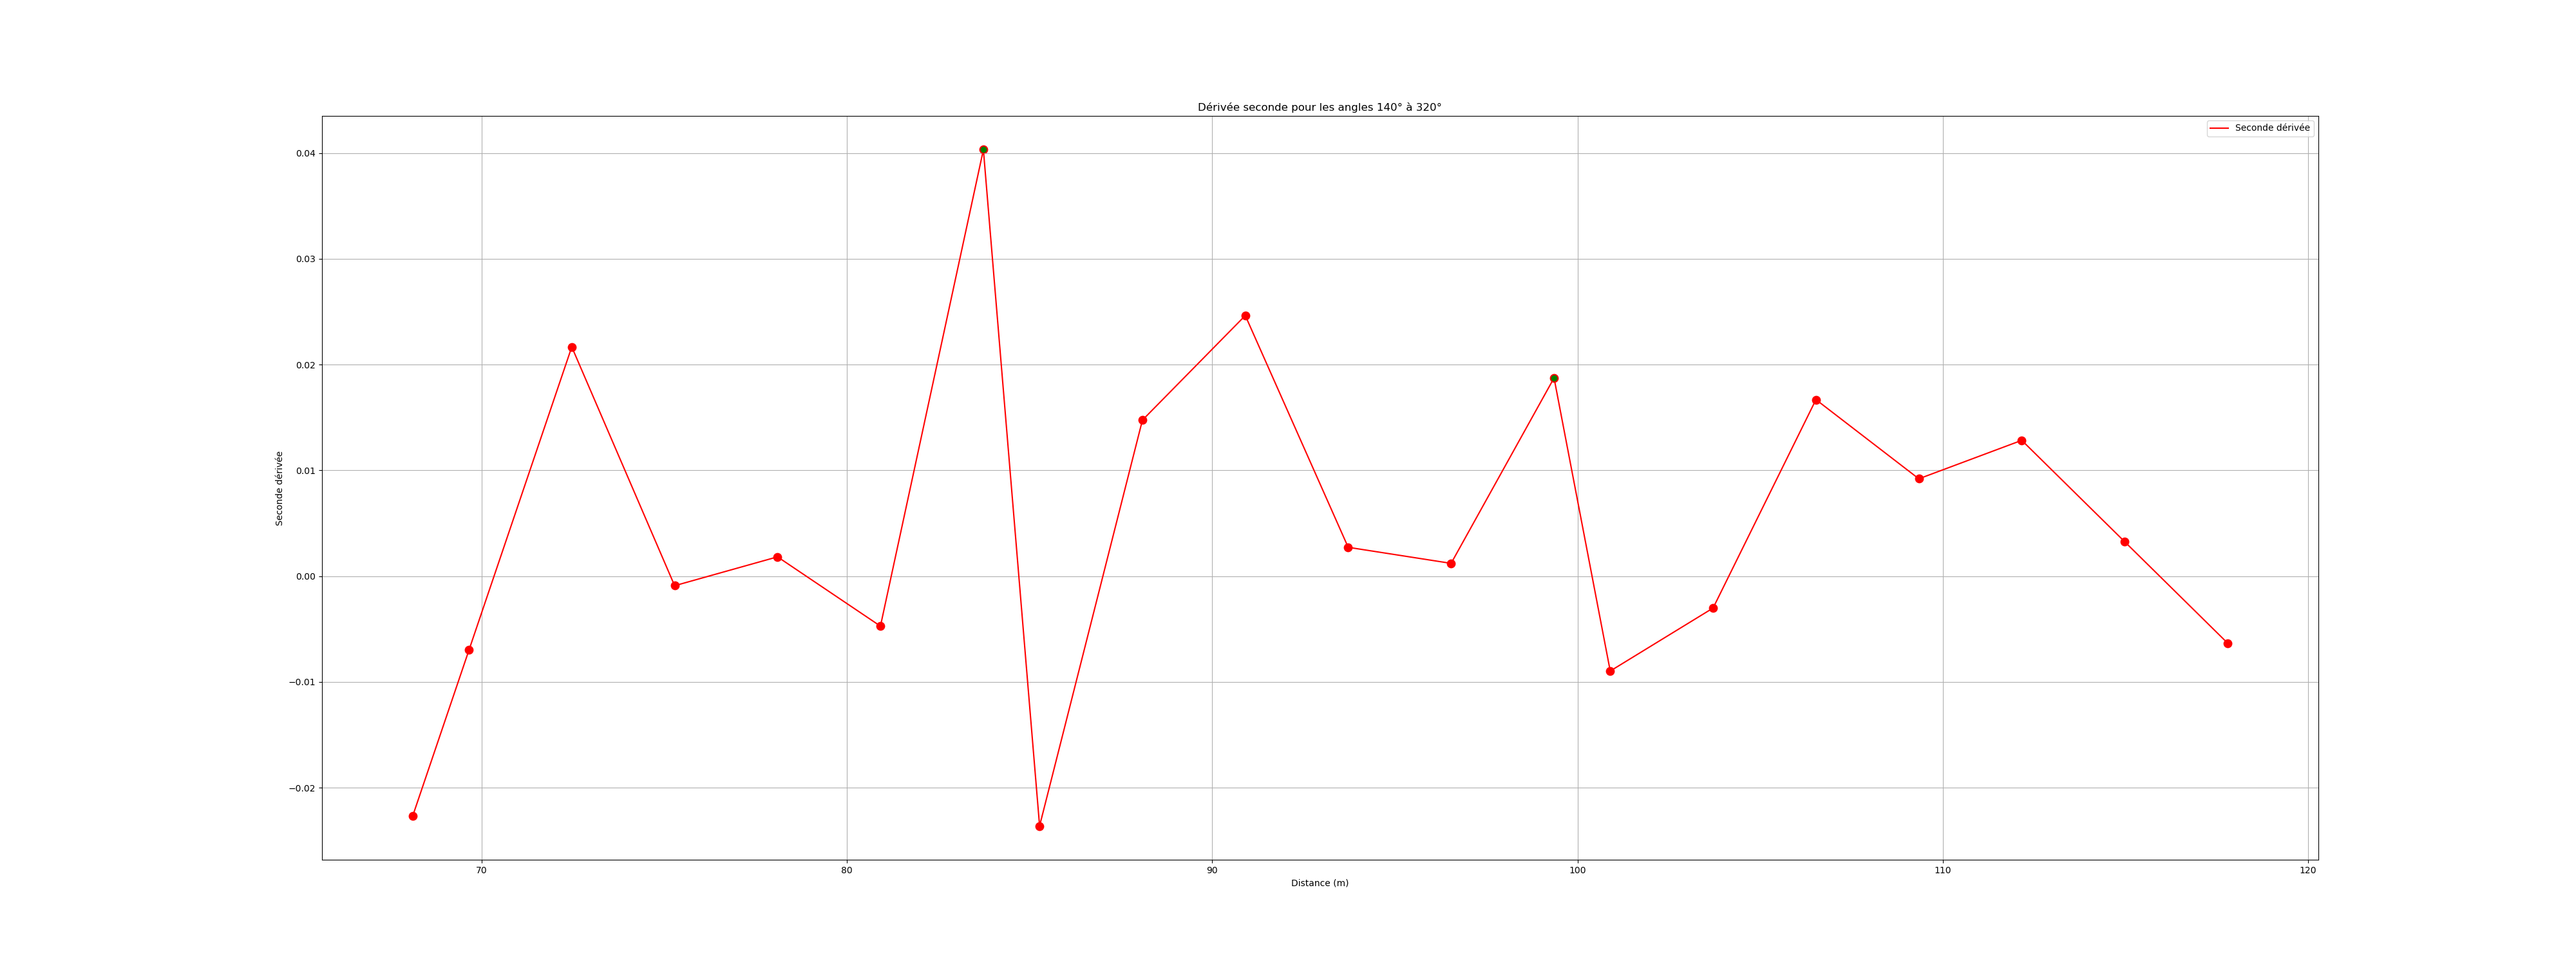 Dérivée seconde pour les angles 140° à 320°
Seconde dérivée
0.04
0.03
0.02
0.01
0.00
−0.01
−0.02
Seconde dérivée
70 80 90 100 110 120
Distance (m)